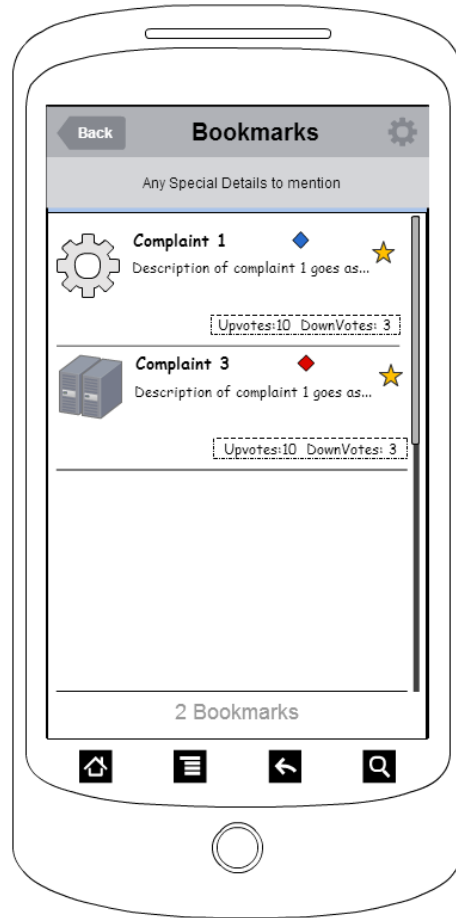 Back Bookmarks
Any Special Details to mention
Complaint 1
Description of complaint 1 goes as...
Upvotes:10 DownVotes: 3
Complaint 3
Description of complaint 1 goes as...
Upvotes:10 DownVotes: 3
2 Bookmarks